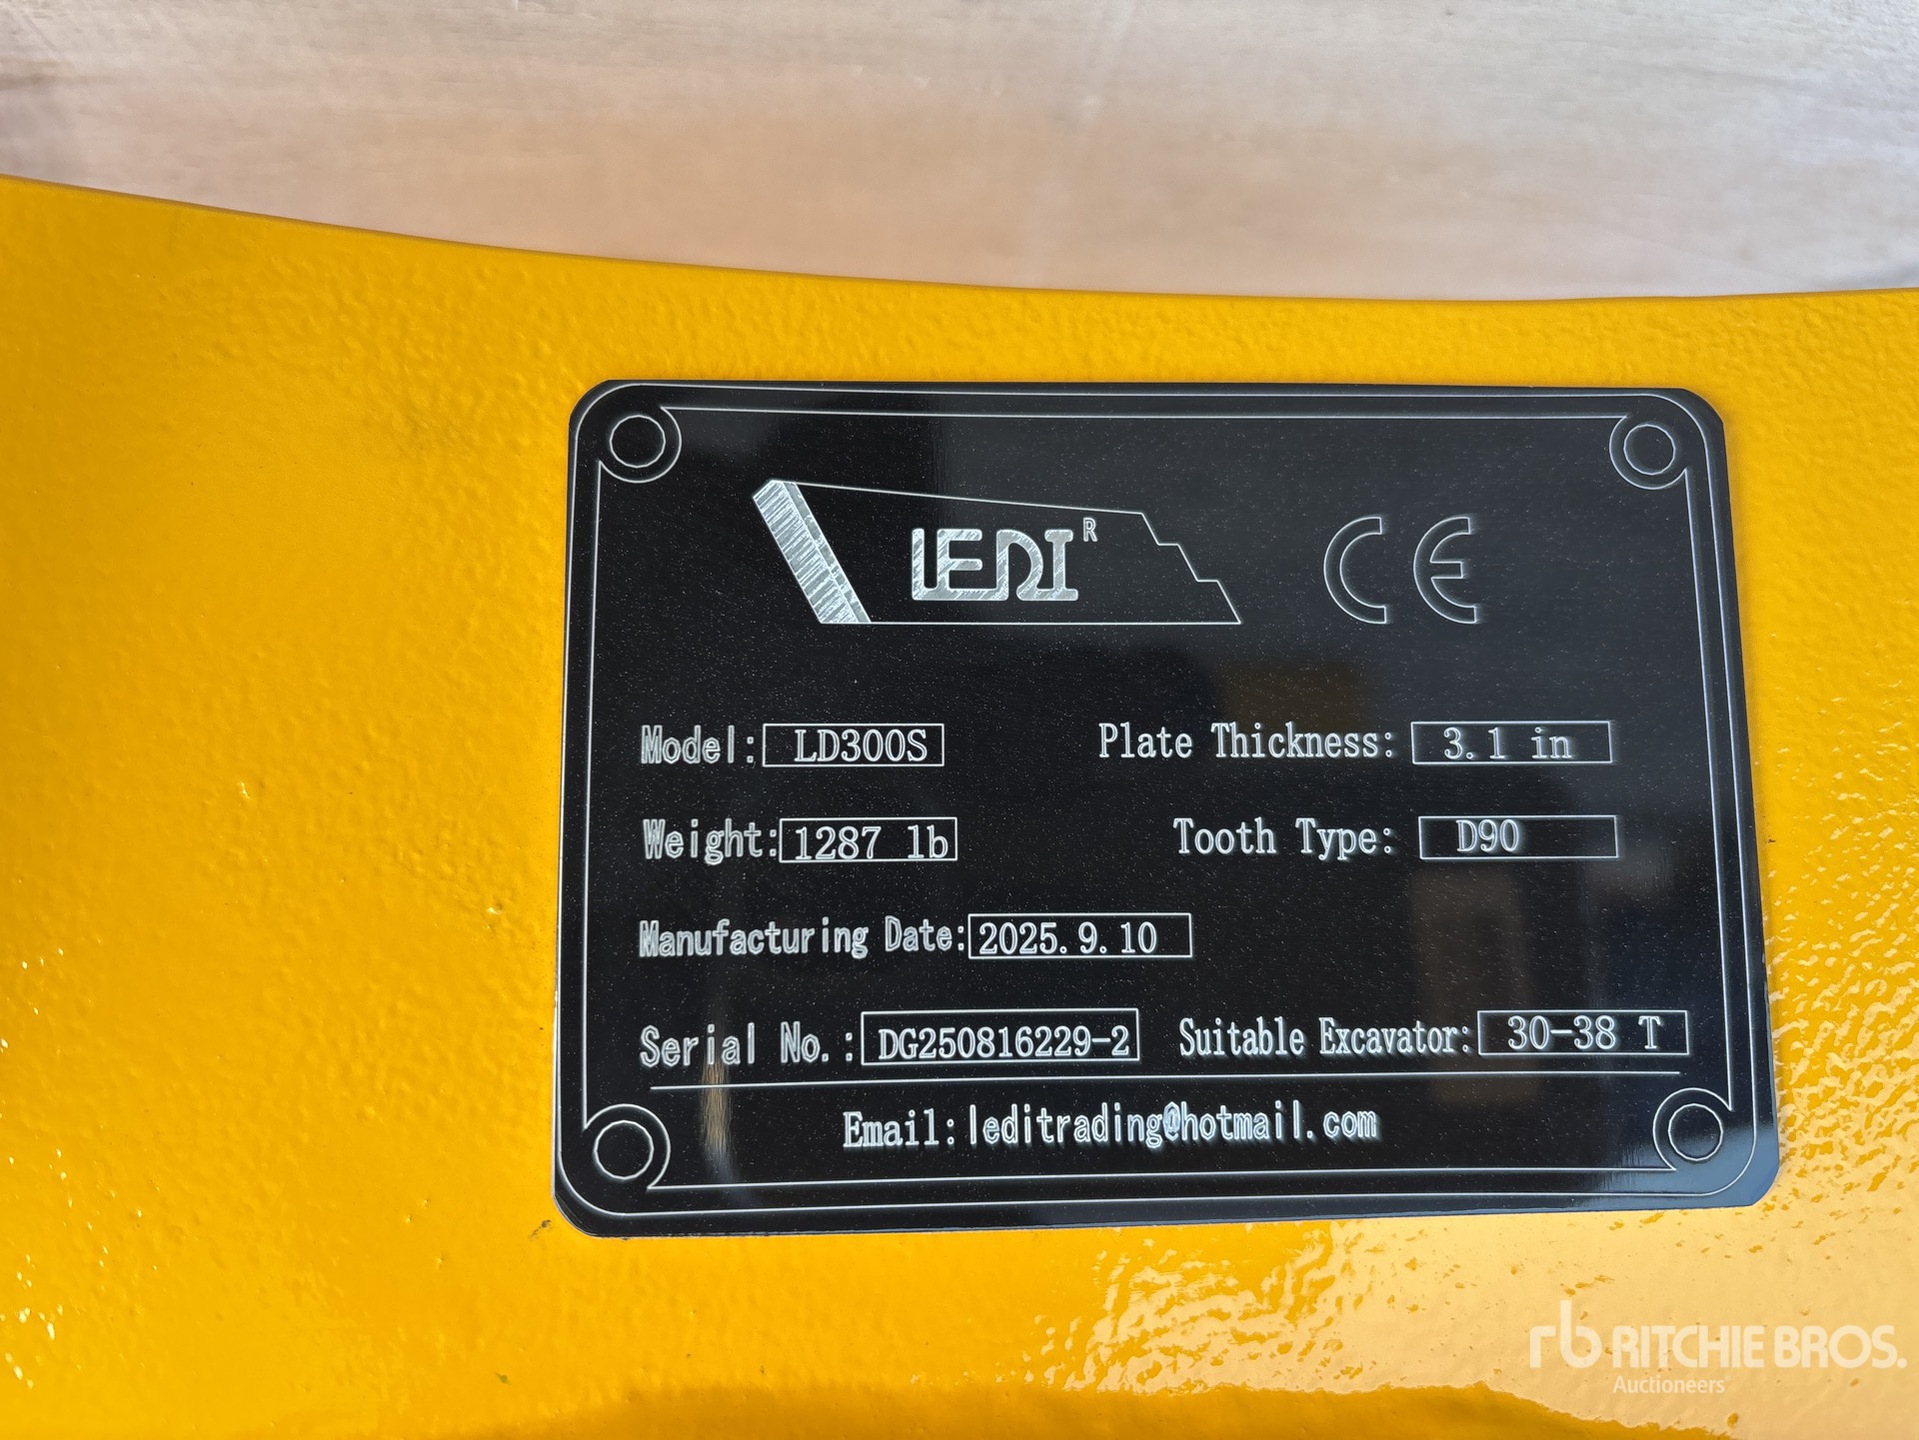 LEDI R CE
Model: LD300S Plate Thickness: 3.1 in
Weight: 1287 lb Tooth Type: D90
Manufacturing Date: 2025.9.10
Serial No.: DG250816229-2 Suitable Excavator: 30-38 T
Email:leditrading@hotmail.com
rb RITCHIE BROS.
Auctioneers